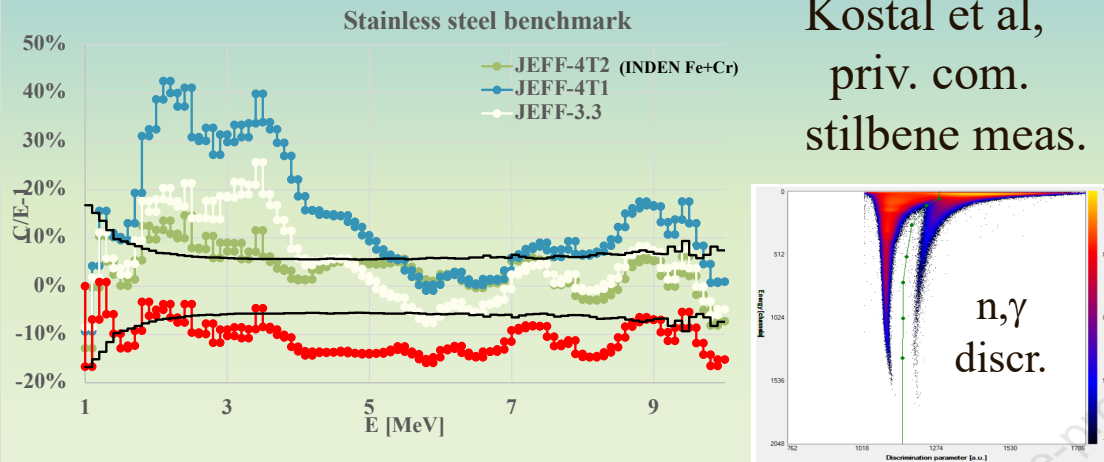 Stainless steel benchmark
50%
40%
30%
20%
10%
0%
-10%
-20%
C/E-1
JEFF-4T2 (INDEN Fe+Cr)
JEFF-4T1
JEFF-3.3
1 3 5 7 9
E [MeV]
Kostal et al,
priv. com.
stilbene meas.
0
512
1024
1536
2048
Energy [channel]
n,γ
discr.
762 1018 1274 1530 1786
Discrimination parameter [a.u.]